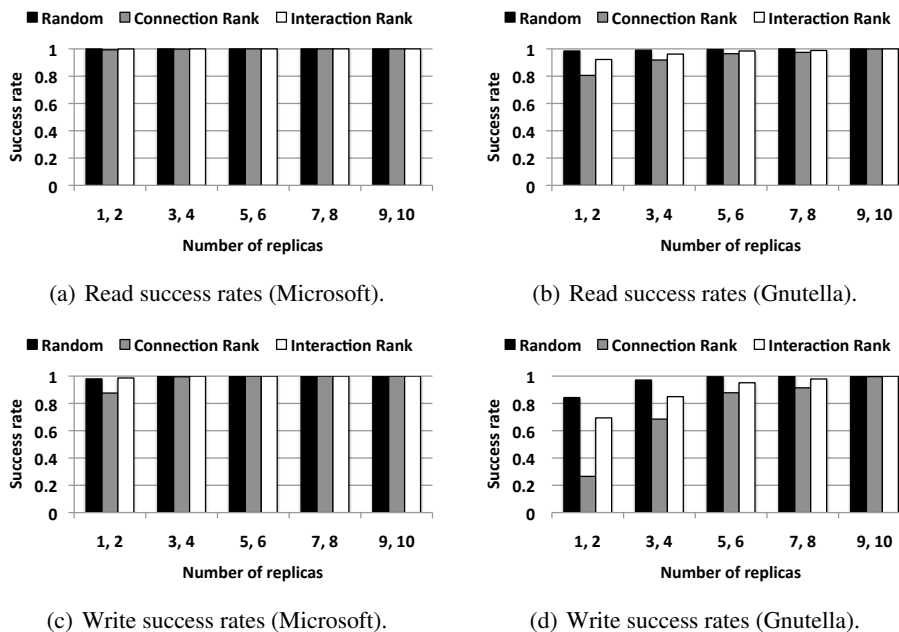 Random Connection Rank Interaction Rank
1
0.8
0.6
0.4
0.2
0
Success rate
1, 2 3, 4 5, 6 7, 8 9, 10
Number of replicas
(a) Read success rates (Microsoft).
Random Connection Rank Interaction Rank
1
0.8
0.6
0.4
0.2
0
Success rate
1, 2 3, 4 5, 6 7, 8 9, 10
Number of replicas
(b) Read success rates (Gnutella).
Random Connection Rank Interaction Rank
1
0.8
0.6
0.4
0.2
0
Success rate
1, 2 3, 4 5, 6 7, 8 9, 10
Number of replicas
(c) Write success rates (Microsoft).
Random Connection Rank Interaction Rank
1
0.8
0.6
0.4
0.2
0
Success rate
1, 2 3, 4 5, 6 7, 8 9, 10
Number of replicas
(d) Write success rates (Gnutella).